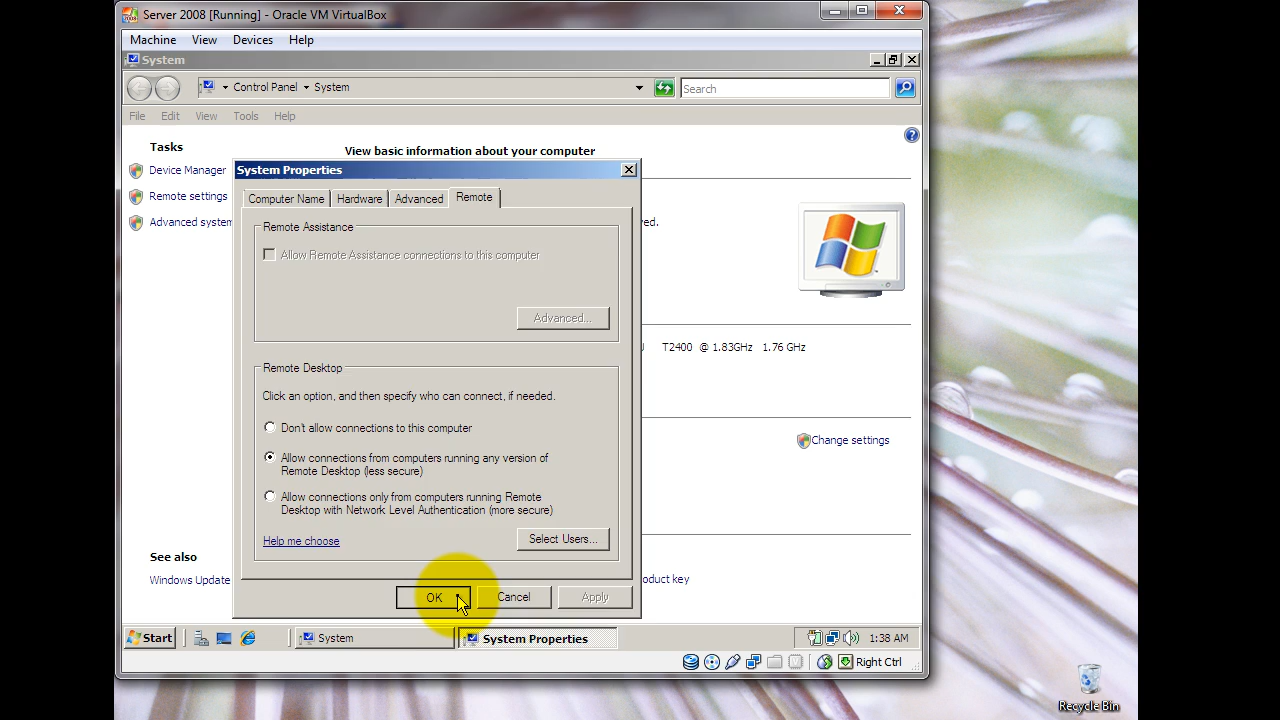 Server 2008 [Running] - Oracle VM VirtualBox
Machine View Devices Help
System
Control Panel System
Search
File Edit View Tools Help
Tasks
Device Manager
Remote settings
Advanced system
View basic information about your computer
System Properties
Computer Name Hardware Advanced Remote
Remote Assistance
Allow Remote Assistance connections to this computer
Advanced...
Remote Desktop
Click an option, and then specify who can connect, if needed.
Don't allow connections to this computer
Allow connections from computers running any version of
Remote Desktop (less secure)
Allow connections only from computers running Remote
Desktop with Network Level Authentication (more secure)
Help me choose
Select Users...
OK Cancel Apply
ved.
T2400 @ 1.83GHz 1.76 GHz
Change settings
oduct key
See also
Windows Update
Start
System
System Properties
1:38 AM
Right Ctrl
Recycle Bin